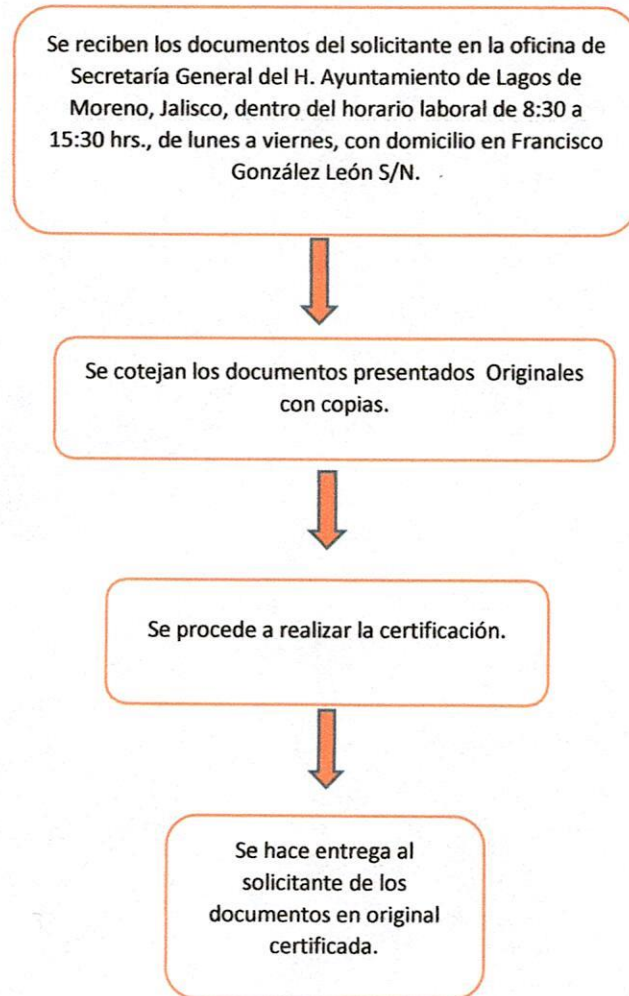 Se reciben los documentos del solicitante en la oficina de
Secretaría General del H. Ayuntamiento de Lagos de
Moreno, Jalisco, dentro del horario laboral de 8:30 a
15:30 hrs., de lunes a viernes, con domicilio en Francisco
González León S/N.
Se cotejan los documentos presentados Originales
con copias.
Se procede a realizar la certificación.
Se hace entrega al
solicitante de los
documentos en original
certificada.